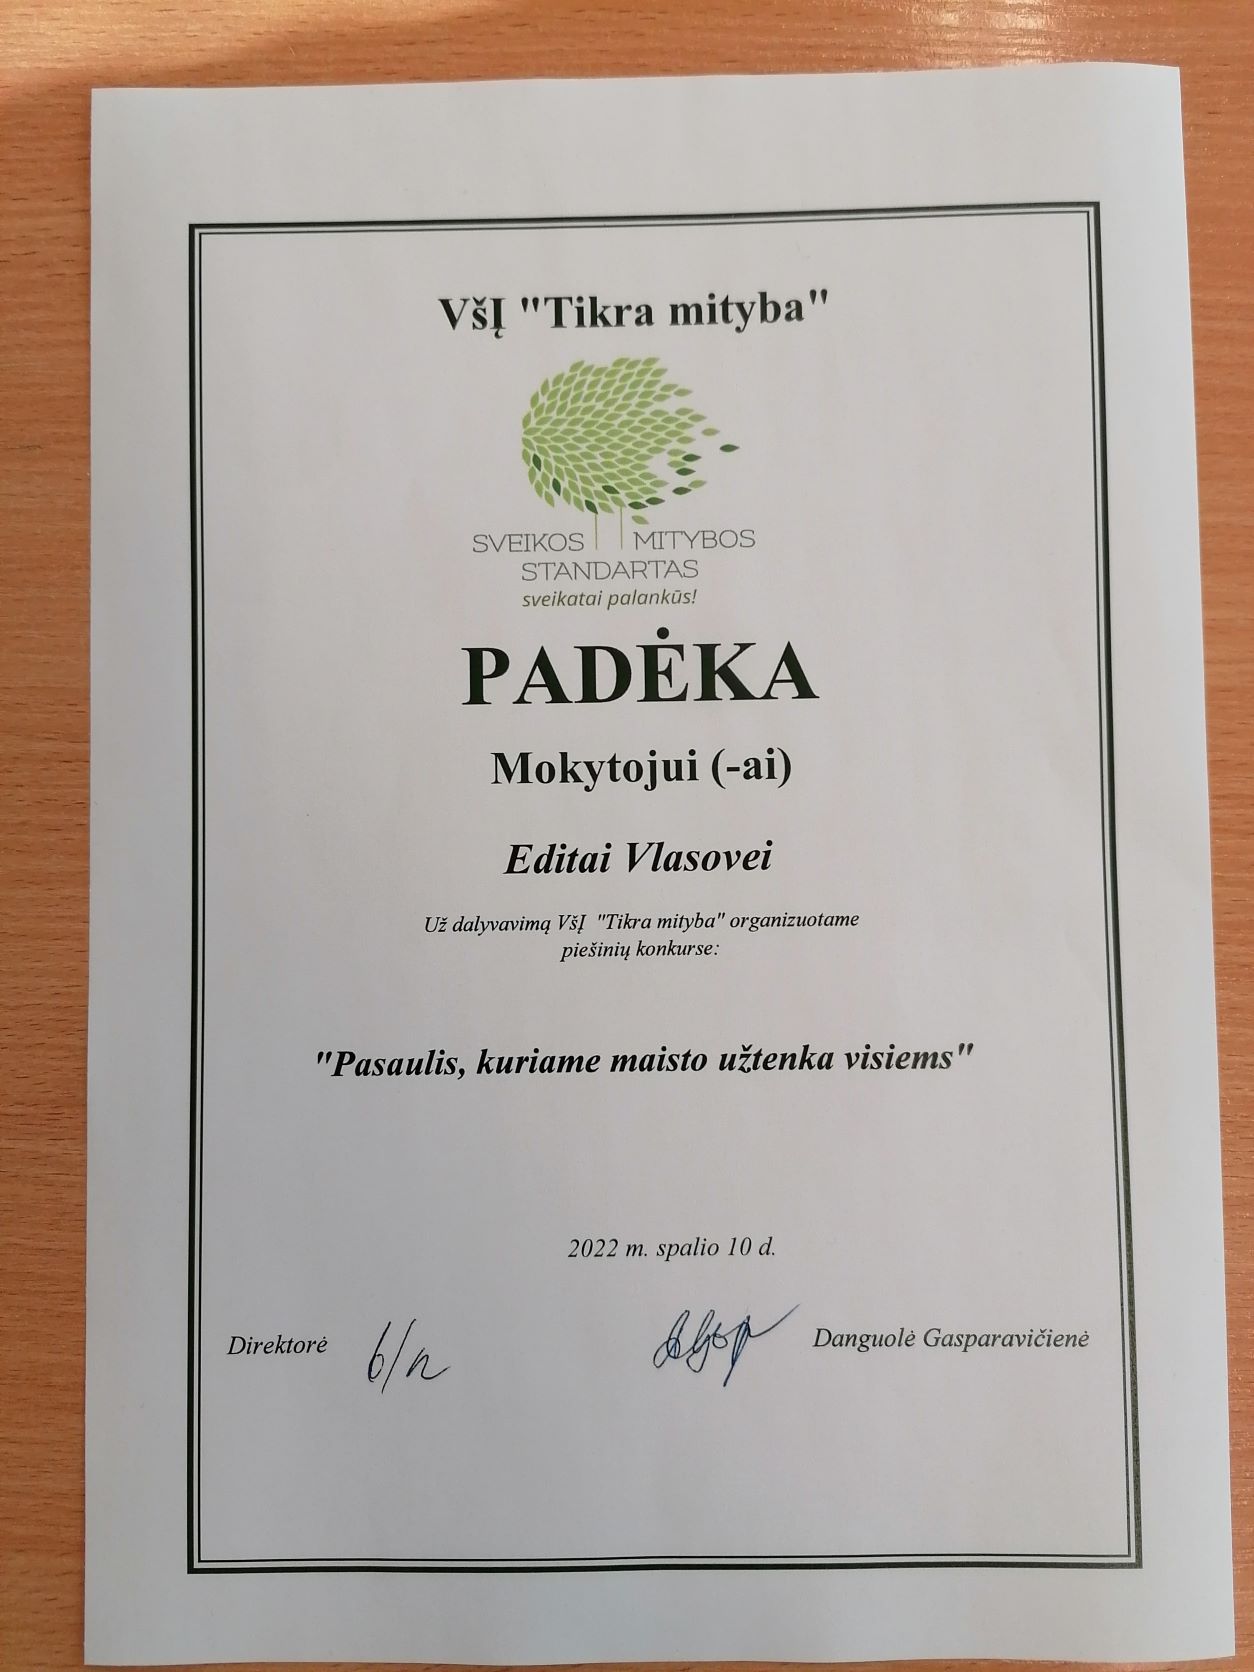 VšĮ "Tikra mityba"
SVEIKOS MITYBOS
STANDARTAS
sveikatai palankūs!
PADĖKA
Mokytojui (-ai)
Editai Vlasovei
Už dalyvavimą VšĮ "Tikra mityba" organizuotame
piešinių konkurse:
"Pasaulis, kuriame maisto užtenka visiems"
2022 m. spalio 10 d.
Direktorė Danguolė Gasparavičienė